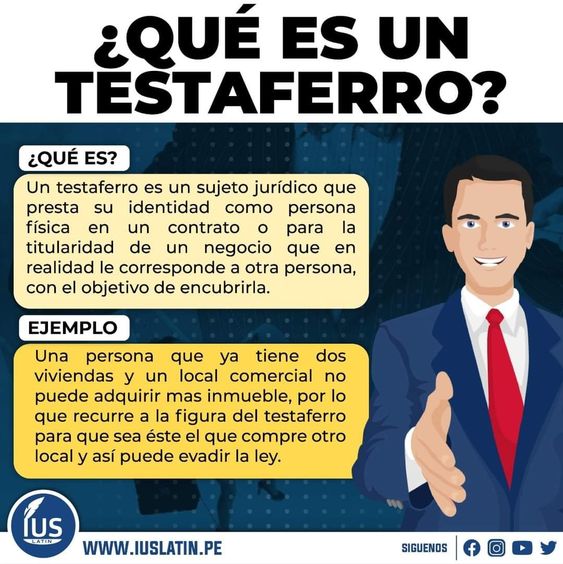 ¿QUÉ ES UN
TESTAFERRO?
¿QUÉ ES?
Un testaferro es un sujeto jurídico que
presta su identidad como persona
física en un contrato o para la
titularidad de un negocio que en
realidad le corresponde a otra persona,
con el objetivo de encubrirla.
EJEMPLO
Una persona que ya tiene dos
viviendas y un local comercial no
puede adquirir mas inmueble, por lo
que recurre a la figura del testaferro
para que sea éste el que compre otro
local y así puede evadir la ley.
IUS
LATIN
WWW.IUSLATIN.PE
SIGUENOS